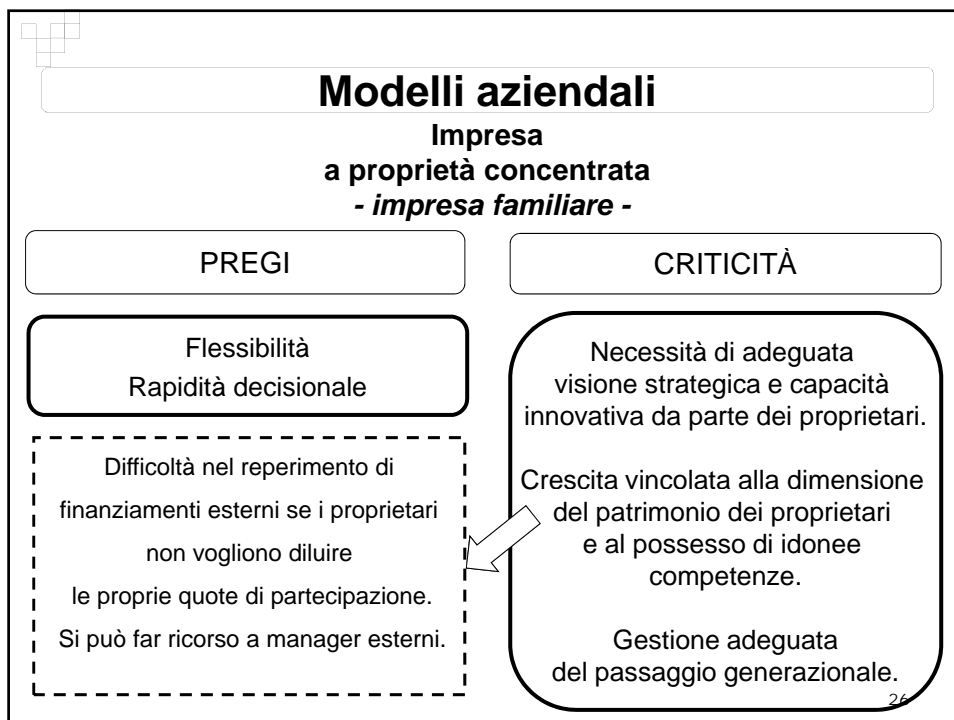 Modelli aziendali
Impresa
a proprietà concentrata
- impresa familiare -
PREGI
Flessibilità
Rapidità decisionale
Difficoltà nel reperimento di
finanziamenti esterni se i proprietari
non vogliono diluire
le proprie quote di partecipazione.
Si può far ricorso a manager esterni.
CRITICITÀ
Necessità di adeguata
visione strategica e capacità
innovativa da parte dei proprietari.
Crescita vincolata alla dimensione
del patrimonio dei proprietari
e al possesso di idonee
competenze.
Gestione adeguata
del passaggio generazionale.
26